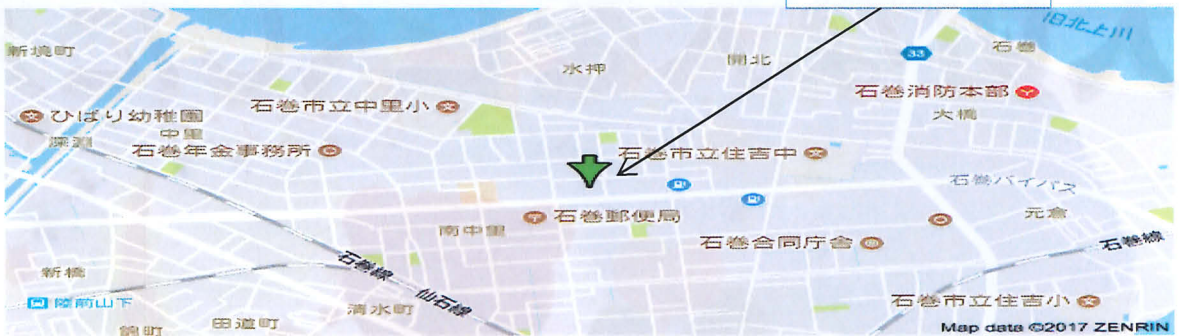 旧北上川
33
石巻
新境町
開北
水押
石巻消防本部
石巻市立中里小
ひばり幼稚園
大橋
中里
石巻年金事務所
石巻市立住吉中
石巻バイパス
石巻郵便局
元倉
南中里
石巻合同庁舎
石巻線
石巻線
新橋
仙石線
陸前山下
石巻市立住吉小
清水町
田道町
Map data ©2017 ZENRIN